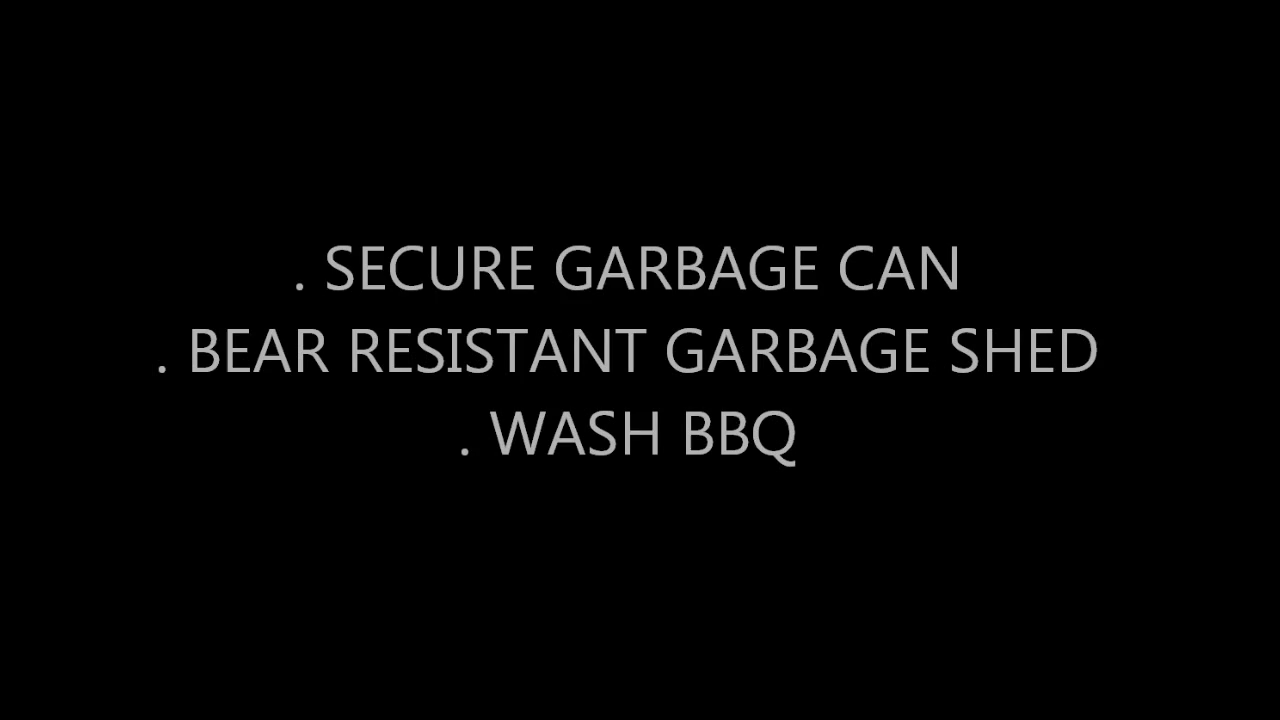 . SECURE GARBAGE CAN
. BEAR RESISTANT GARBAGE SHED
. WASH BBQ